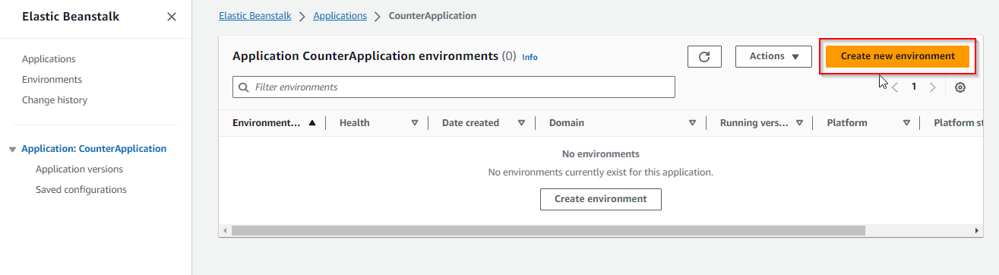 Elastic Beanstalk
Applications
Environments
Change history
Application: CounterApplication
Application versions
Saved configurations
Elastic Beanstalk Applications CounterApplication
Application CounterApplication environments (0) Info
Actions
Create new environment
Filter environments
1
Environment... Health Date created Domain Running vers... Platform Platform st
No environments
No environments currently exist for this application.
Create environment